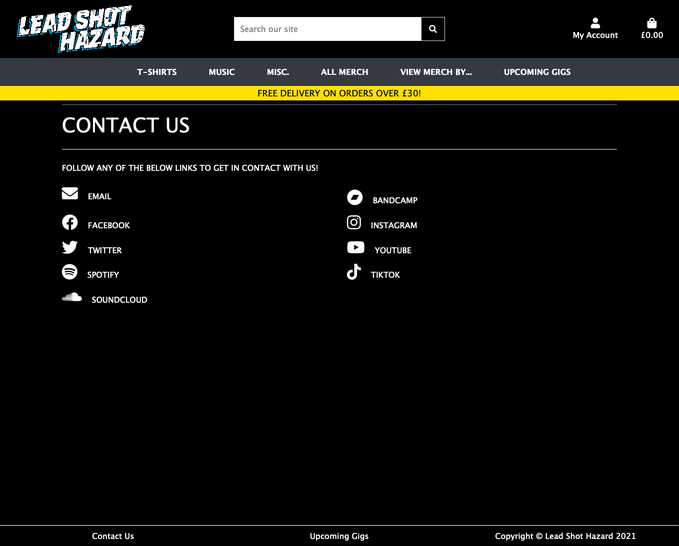 LEAD SHOT
HAZARD
Search our site
My Account
£0.00
T-SHIRTS MUSIC MISC. ALL MERCH VIEW MERCH BY... UPCOMING GIGS
FREE DELIVERY ON ORDERS OVER £30!
CONTACT US
FOLLOW ANY OF THE BELOW LINKS TO GET IN CONTACT WITH US!
EMAIL
FACEBOOK
TWITTER
SPOTIFY
SOUNDCLOUD
BANDCAMP
INSTAGRAM
YOUTUBE
TIKTOK
Contact Us Upcoming Gigs Copyright © Lead Shot Hazard 2021